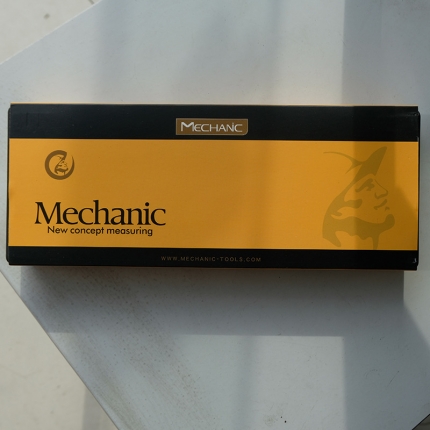 MECHANIC
Mechanic
New concept measuring
WWW.MECHANIC-TOOLS.COM